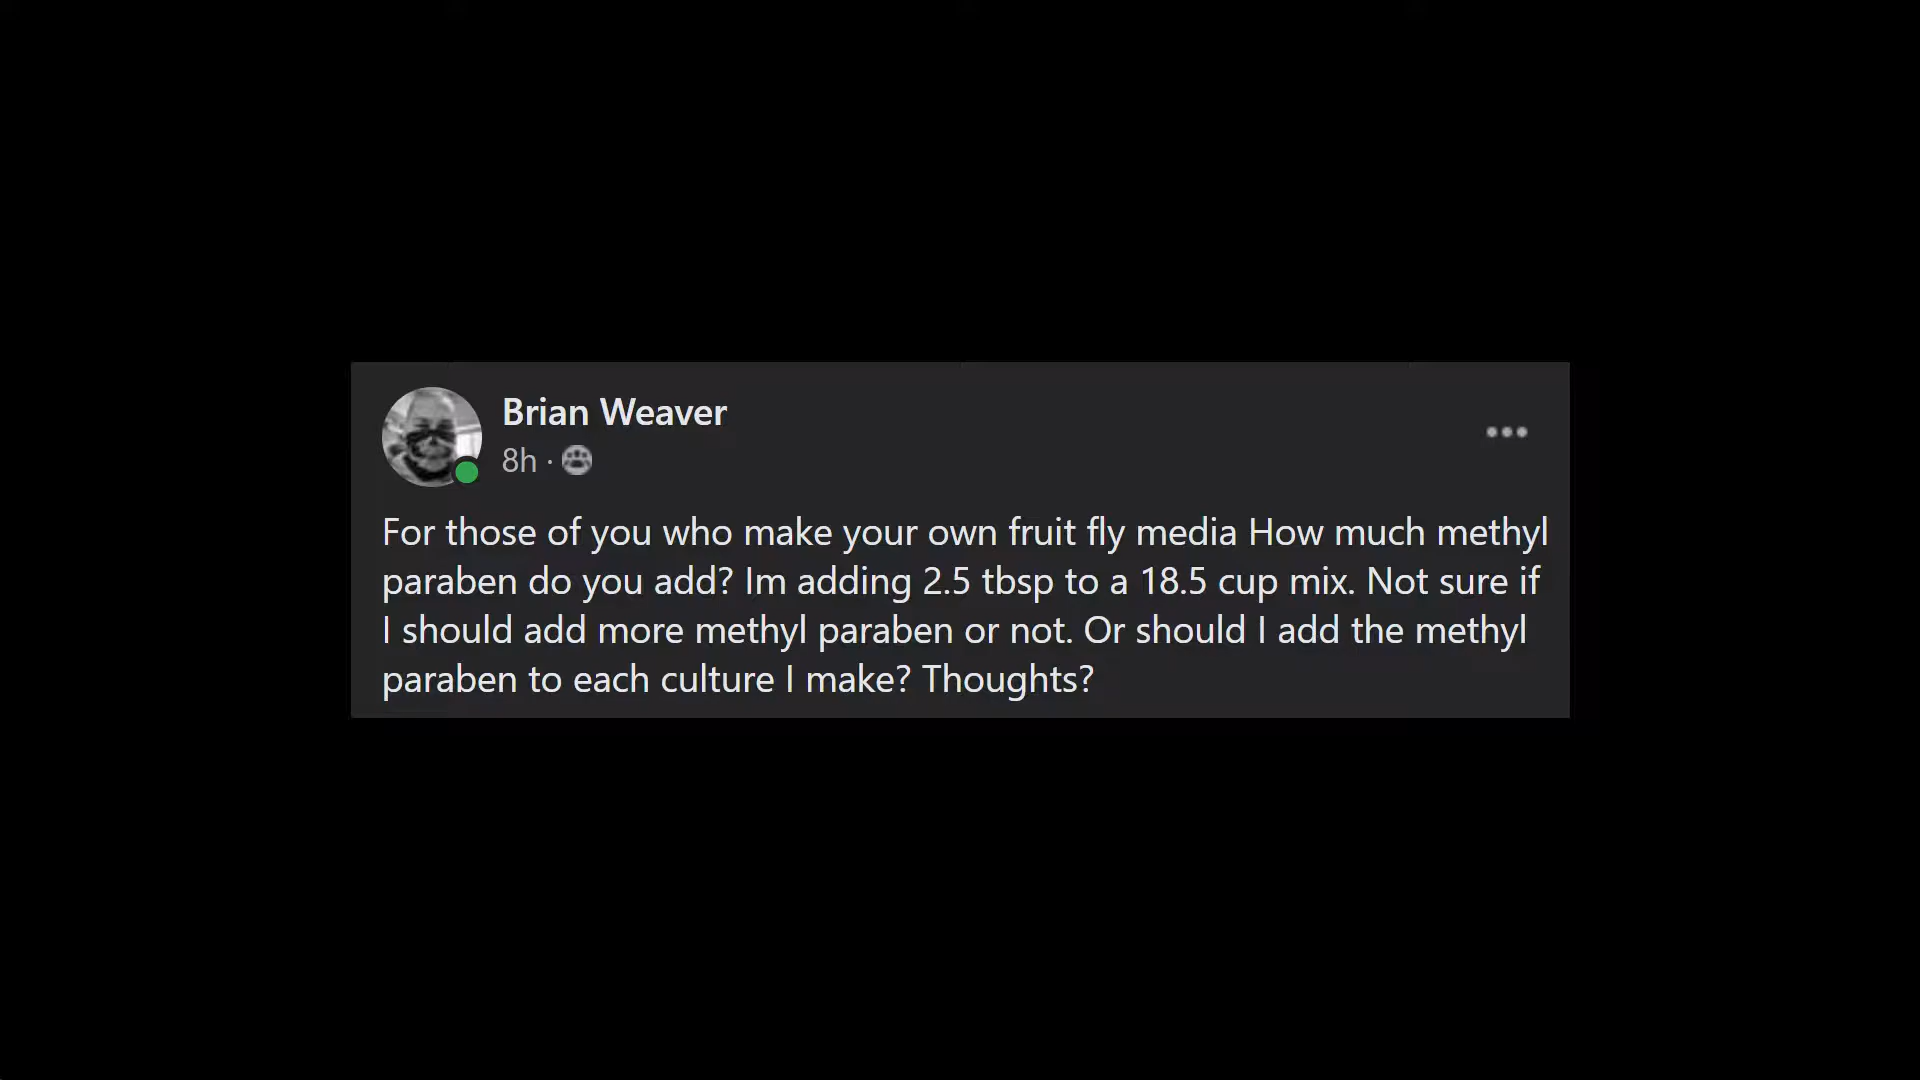 Brian Weaver
8h ·
For those of you who make your own fruit fly media How much methyl
paraben do you add? Im adding 2.5 tbsp to a 18.5 cup mix. Not sure if
I should add more methyl paraben or not. Or should I add the methyl
paraben to each culture I make? Thoughts?